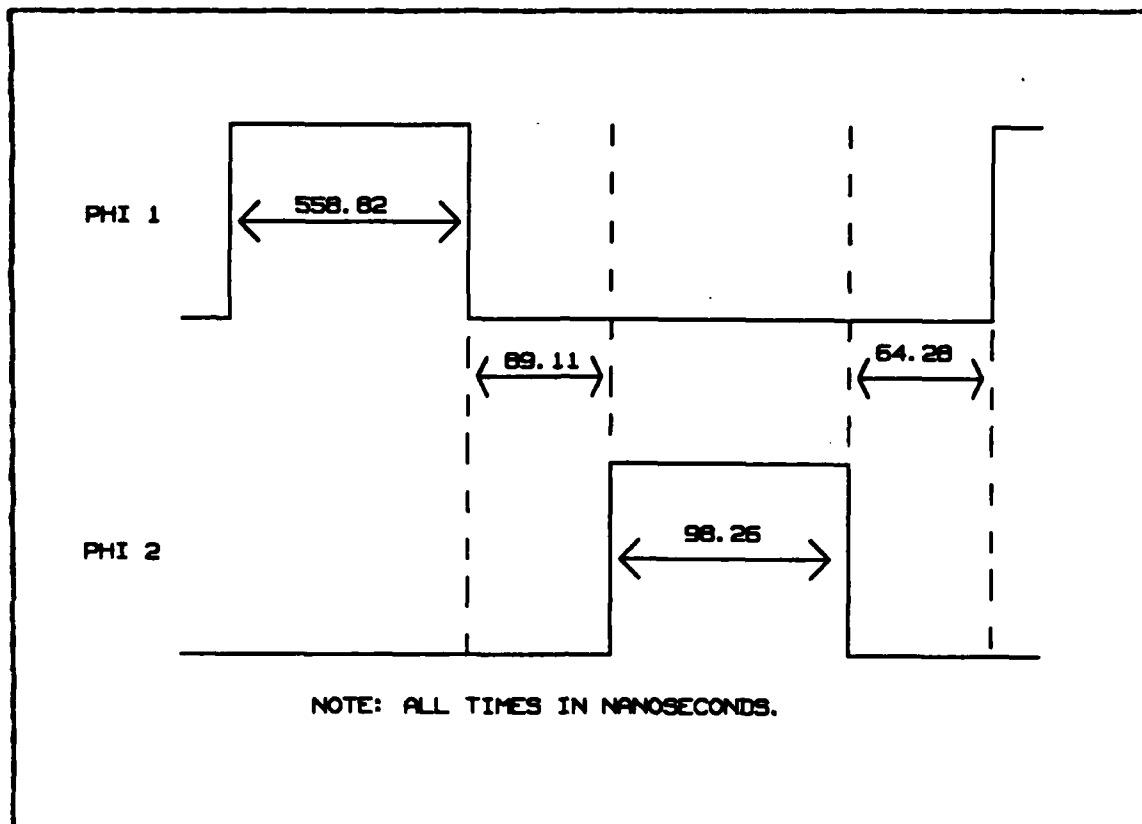 558.82
PHI 1
89.11
64.28
98.26
PHI 2
NOTE: ALL TIMES IN NANOSECONDS.